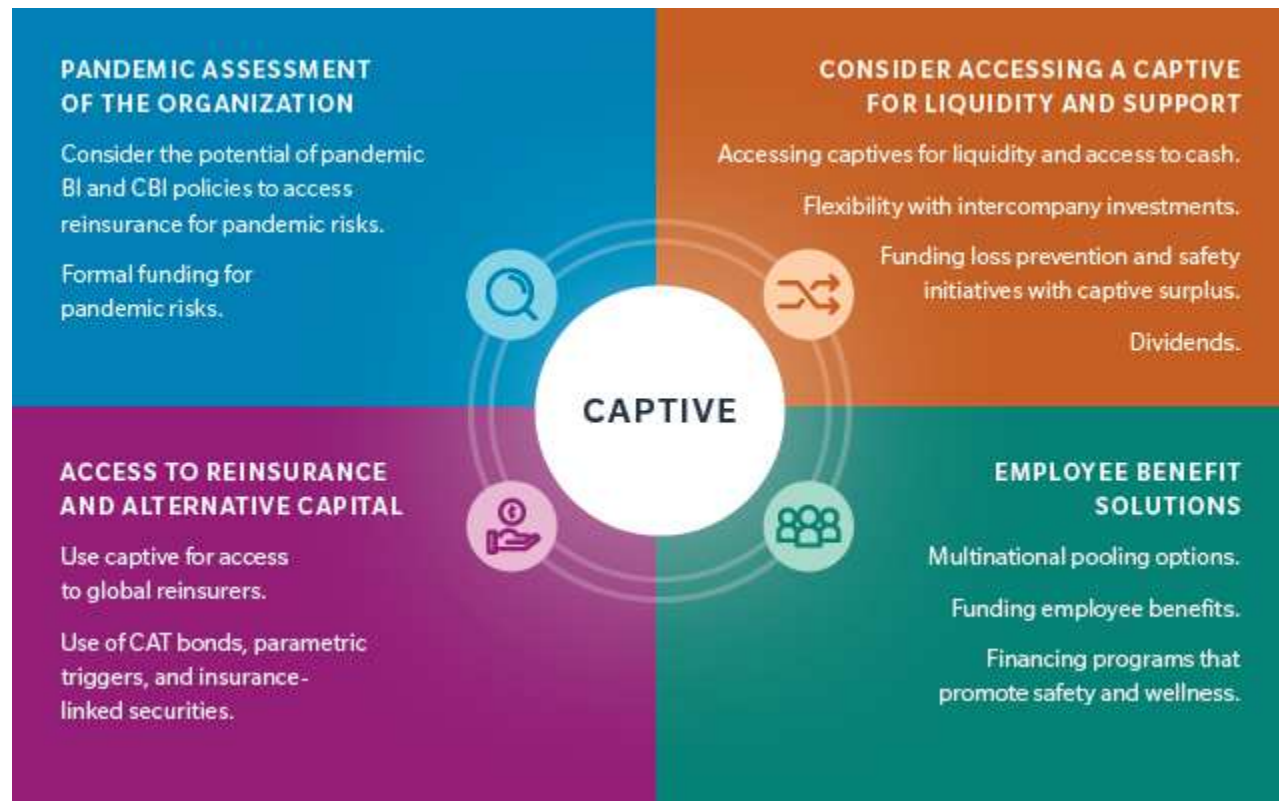 PANDEMIC ASSESSMENT
OF THE ORGANIZATION
Consider the potential of pandemic
BI and CBI policies to access
reinsurance for pandemic risks.
Formal funding for
pandemic risks.
CONSIDER ACCESSING A CAPTIVE
FOR LIQUIDITY AND SUPPORT
Accessing captives for liquidity and access to cash.
Flexibility with intercompany investments.
Funding loss prevention and safety
initiatives with captive surplus.
Dividends.
CAPTIVE
ACCESS TO REINSURANCE
AND ALTERNATIVE CAPITAL
Use captive for access
to global reinsurers.
Use of CAT bonds, parametric
triggers, and insurance-
linked securities.
EMPLOYEE BENEFIT
SOLUTIONS
Multinational pooling options.
Funding employee benefits.
Financing programs that
promote safety and wellness.